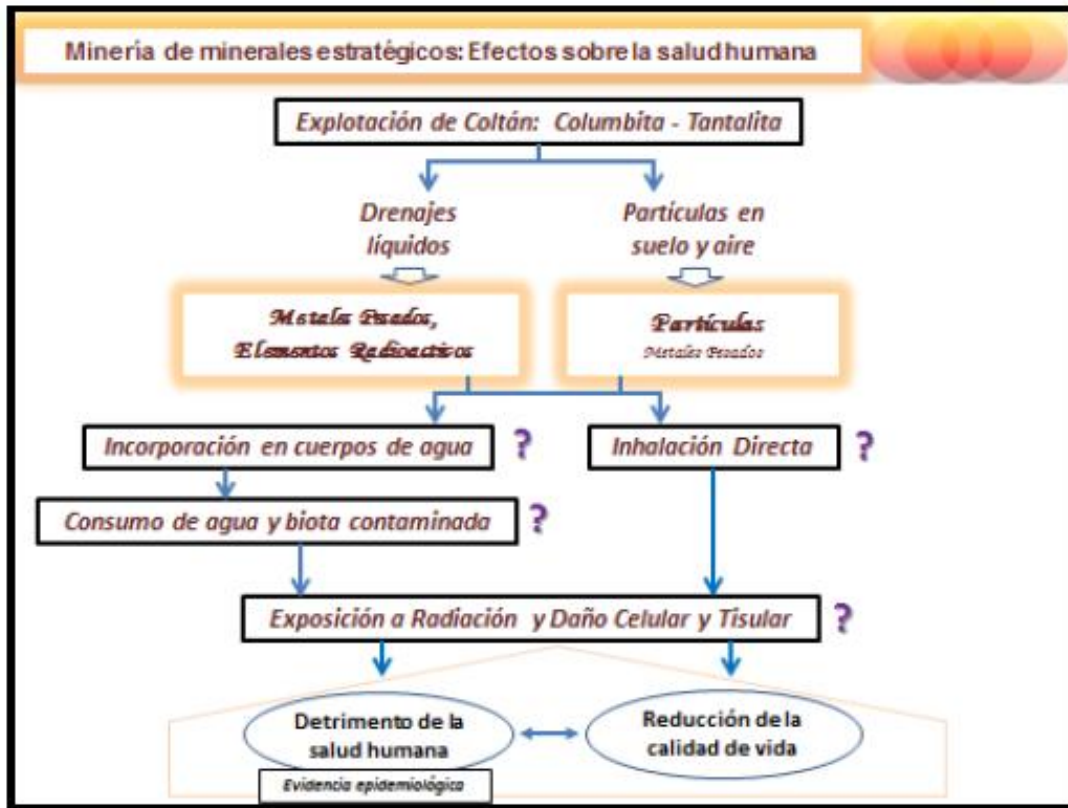 Minería de minerales estratégicos: Efectos sobre la salud humana
Explotación de Coltán: Columbita - Tantalita
Drenajes
líquidos
Partículas en
suelo y aire
Metales Pesados,
Elementos Radioactivos
Partículas
Metales Pesados
Incorporación en cuerpos de agua ?
Inhalación Directa ?
Consumo de agua y biota contaminada ?
Exposición a Radiación y Daño Celular y Tisular ?
Detrimento de la
salud humana
Reducción de la
calidad de vida
Evidencia epidemiológica